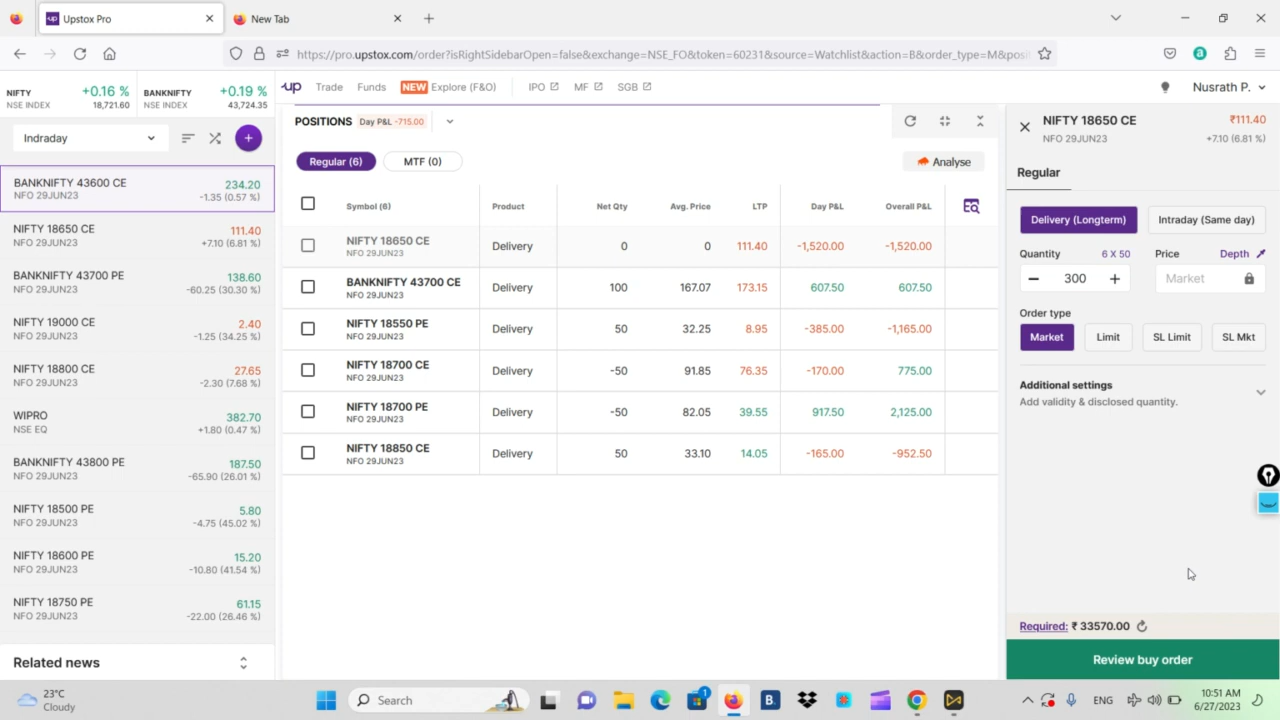 Upstox Pro
New Tab
https://pro.upstox.com/order?isRightSidebarOpen=false&exchange=NSE_FO&token=60231&source=Watchlist&action=B&order_type=M&pos
NIFTY +0.16 %
NSE INDEX 18,721.60
BANKNIFTY +0.19 %
NSE INDEX 43,724.35
up Trade Funds NEW Explore (F&O) IPO MF SGB
Nusrath P.
Indraday
BANKNIFTY 43600 CE 234.20
NFO 29JUN23 -1.35 (0.57 %)
NIFTY 18650 CE 111.40
NFO 29JUN23 +7.10 (6.81 %)
BANKNIFTY 43700 PE 138.60
NFO 29JUN23 -60.25 (30.30 %)
NIFTY 19000 CE 2.40
NFO 29JUN23 -1.25 (34.25 %)
NIFTY 18800 CE 27.65
NFO 29JUN23 -2.30 (7.68 %)
WIPRO 382.70
NSE EQ +1.80 (0.47 %)
BANKNIFTY 43800 PE 187.50
NFO 29JUN23 -65.90 (26.01 %)
NIFTY 18500 PE 5.80
NFO 29JUN23 -4.75 (45.02 %)
NIFTY 18600 PE 15.20
NFO 29JUN23 -10.80 (41.54 %)
NIFTY 18750 PE 61.15
NFO 29JUN23 -22.00 (26.46 %)
Related news
POSITIONS Day P&L -715.00
Regular (6) MTF (0) Analyse
Symbol (6) Product Net Qty Avg. Price LTP Day P&L Overall P&L
NIFTY 18650 CE Delivery 0 0 111.40 -1,520.00 -1,520.00
NFO 29JUN23
BANKNIFTY 43700 CE Delivery 100 167.07 173.15 607.50 607.50
NFO 29JUN23
NIFTY 18550 PE Delivery 50 32.25 8.95 -385.00 -1,165.00
NFO 29JUN23
NIFTY 18700 CE Delivery -50 91.85 76.35 -170.00 775.00
NFO 29JUN23
NIFTY 18700 PE Delivery -50 82.05 39.55 917.50 2,125.00
NFO 29JUN23
NIFTY 18850 CE Delivery 50 33.10 14.05 -165.00 -952.50
NFO 29JUN23
NIFTY 18650 CE ₹111.40
NFO 29JUN23 +7.10 (6.81 %)
Regular
Delivery (Longterm) Intraday (Same day)
Quantity 6 X 50 Price Depth
300 Market
Order type
Market Limit SL Limit SL Mkt
Additional settings
Add validity & disclosed quantity.
Required: ₹ 33570.00
Review buy order
23°C
Cloudy
Search
1
B.
ENG
10:51 AM
6/27/2023